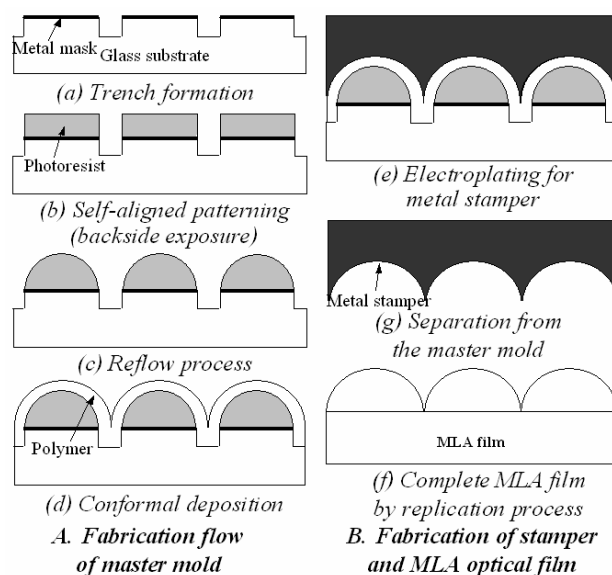 Metal mask
Glass substrate
(a) Trench formation
Photoresist
(b) Self-aligned patterning
(backside exposure)
(c) Reflow process
Polymer
(d) Conformal deposition
A. Fabrication flow
of master mold
(e) Electroplating for
metal stamper
Metal stamper
(g) Separation from
the master mold
MLA film
(f) Complete MLA film
by replication process
B. Fabrication of stamper
and MLA optical film